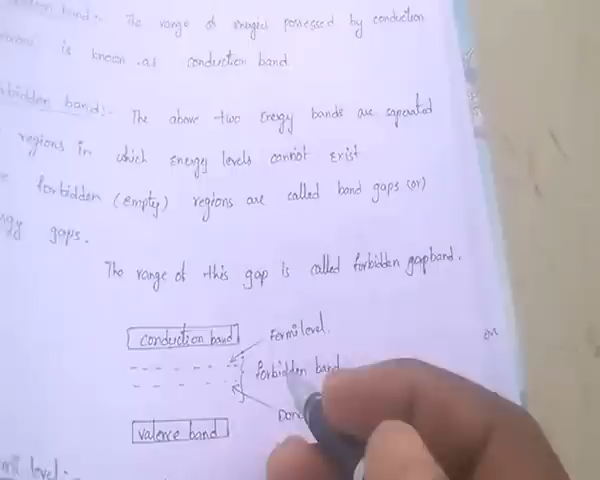 band:- The range of energies possessed by conduction
is known as conduction band
forbidden band:- The above two Energy bands are separated
regions in which energy levels cannot exist
forbidden (empty) regions are called band gaps (or)
gaps.
The range of this gap is called forbidden gapband.
conduction band
Fermi level.
forbidden band
valence band
level:-